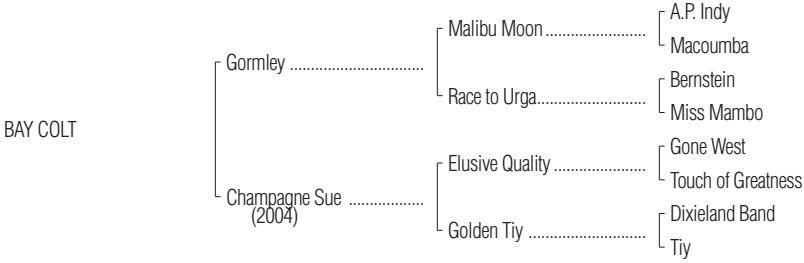 A.P. Indy
Malibu Moon ........................
Macoumba
Gormley ................................
Bernstein
Race to Urga..........................
Miss Mambo
BAY COLT
Gone West
Elusive Quality ......................
Touch of Greatness
Champagne Sue ..................
(2004)
Dixieland Band
Golden Tiy ............................
Tiy